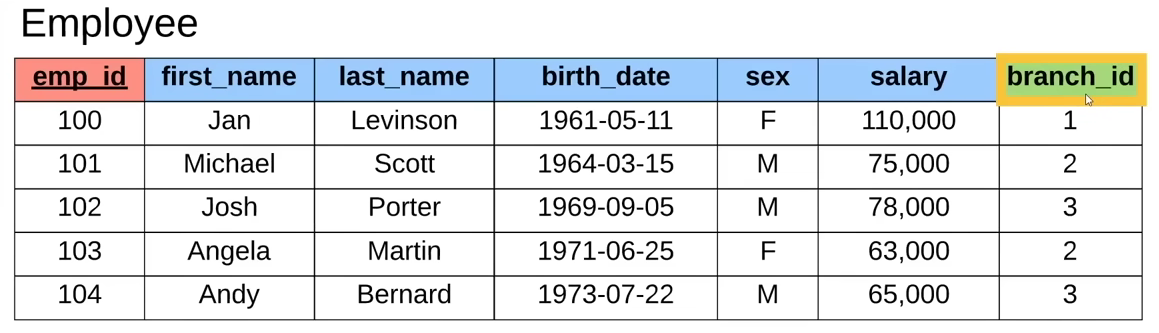 Employee
emp_id first_name last_name birth_date sex salary branch_id
100 Jan Levinson 1961-05-11 F 110,000 1
101 Michael Scott 1964-03-15 M 75,000 2
102 Josh Porter 1969-09-05 M 78,000 3
103 Angela Martin 1971-06-25 F 63,000 2
104 Andy Bernard 1973-07-22 M 65,000 3